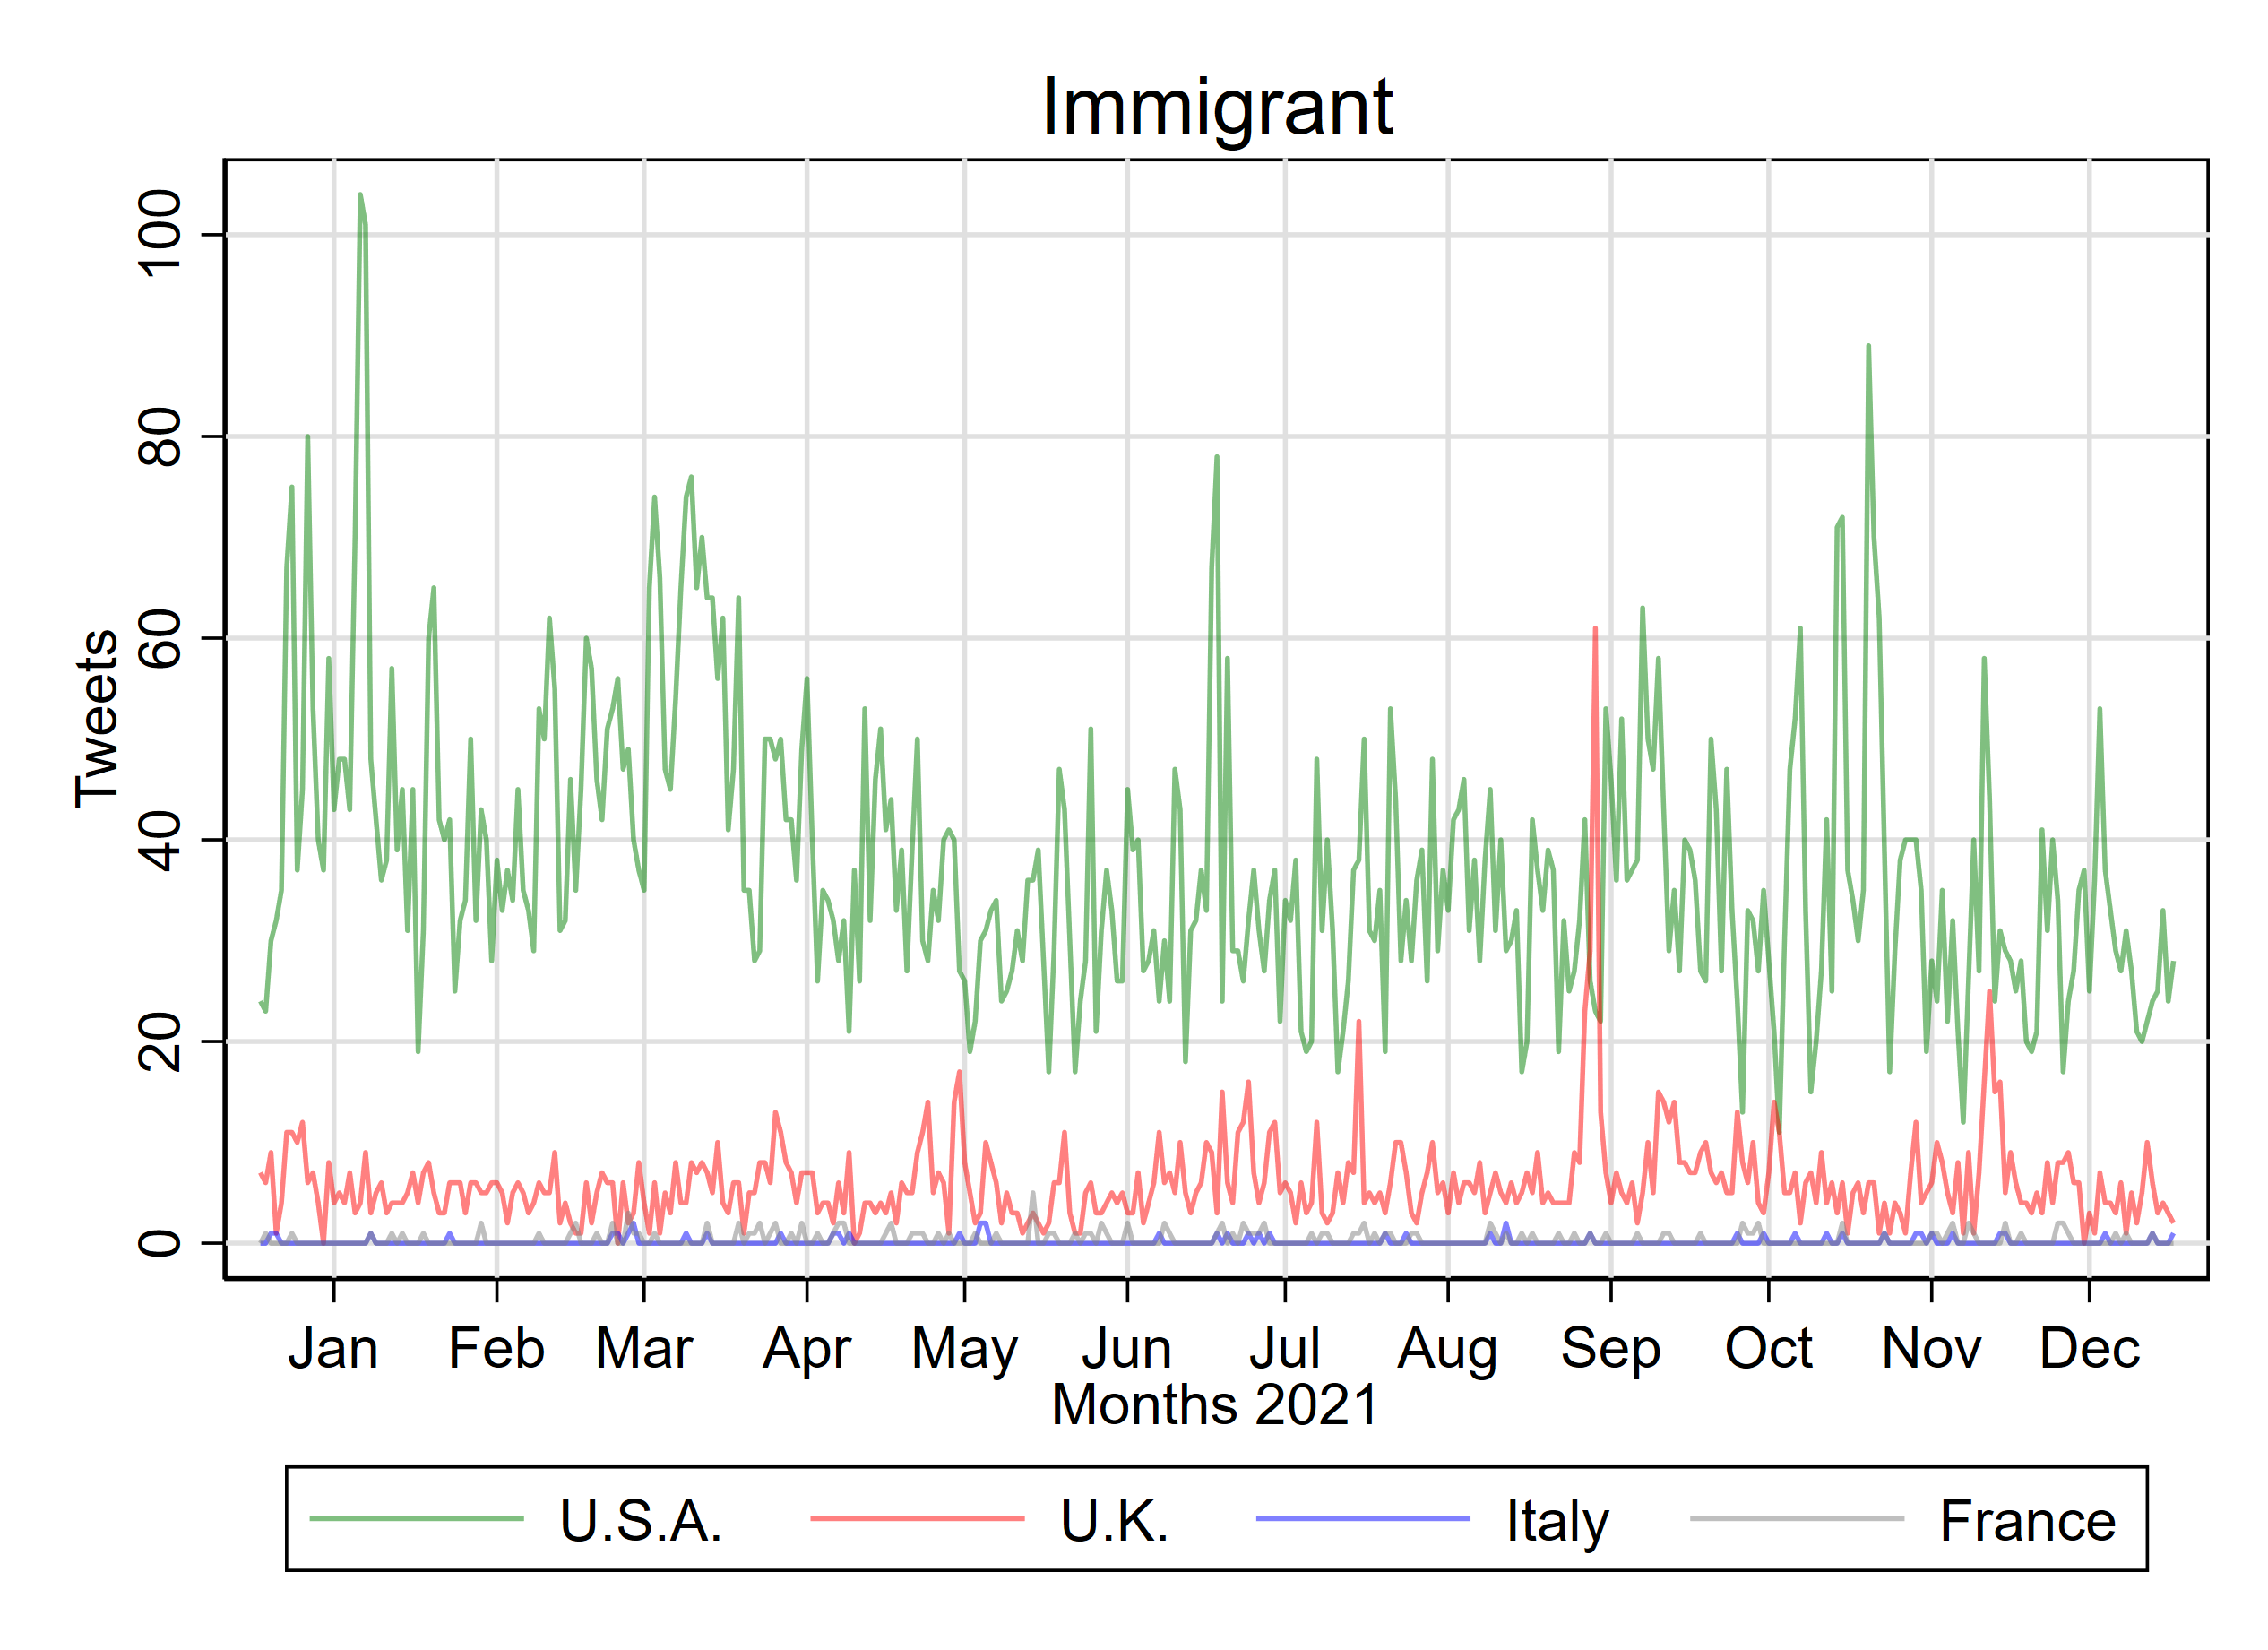 Immigrant
100
80
60
40
20
0
Tweets
Jan Feb Mar Apr May Jun Jul Aug Sep Oct Nov Dec
Months 2021
U.S.A. U.K. Italy France